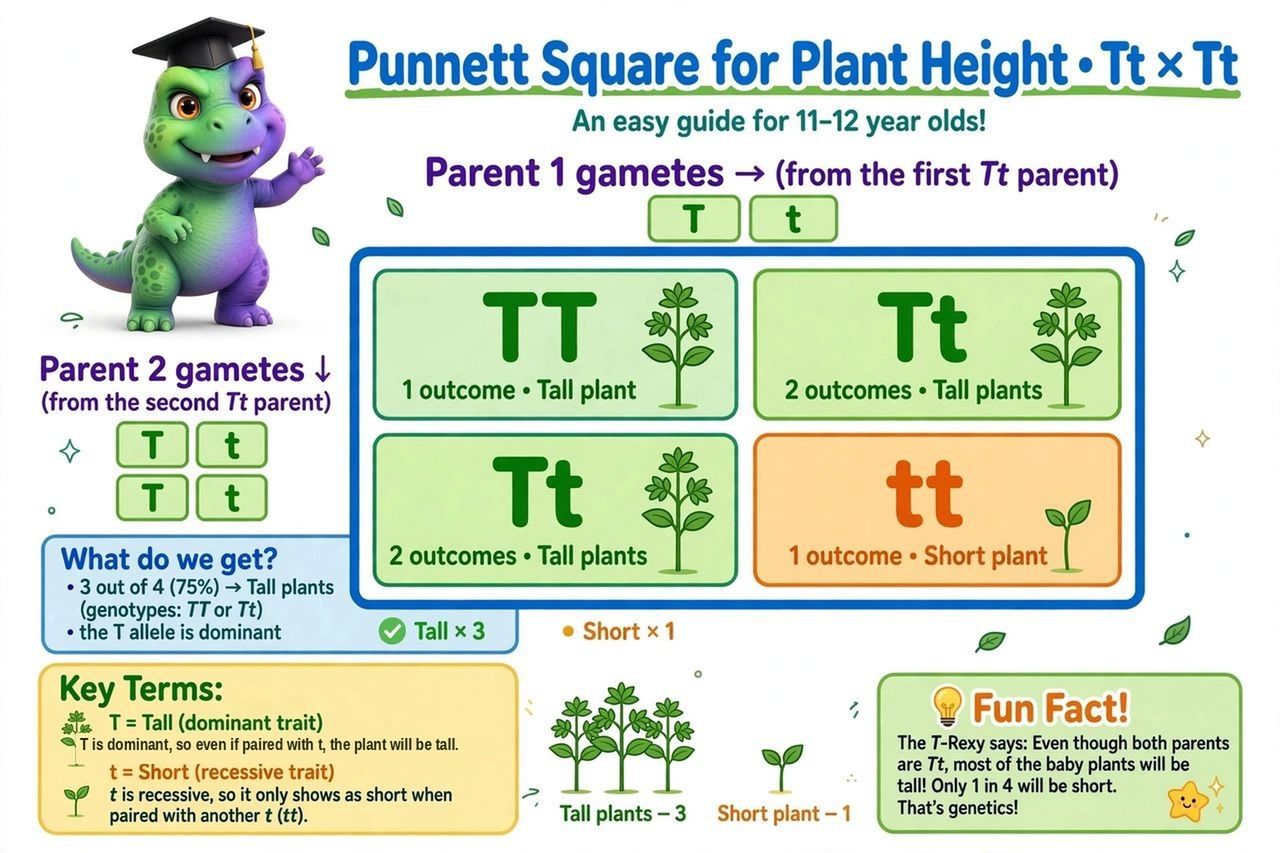 Punnett Square for Plant Height • Tt × Tt
An easy guide for 11–12 year olds!
Parent 1 gametes → (from the first Tt parent)
T t
Parent 2 gametes ↓
(from the second Tt parent)
T t
T t
TT
1 outcome • Tall plant
Tt
2 outcomes • Tall plants
Tt
2 outcomes • Tall plants
tt
1 outcome • Short plant
What do we get?
• 3 out of 4 (75%) → Tall plants
(genotypes: TT or Tt)
• the T allele is dominant
Tall × 3
• Short × 1
Key Terms:
T = Tall (dominant trait)
T is dominant, so even if paired with t, the plant will be tall.
t = Short (recessive trait)
t is recessive, so it only shows as short when
paired with another t (tt).
Tall plants – 3
Short plant – 1
Fun Fact!
The T-Rexy says: Even though both parents
are Tt, most of the baby plants will be
tall! Only 1 in 4 will be short.
That's genetics!